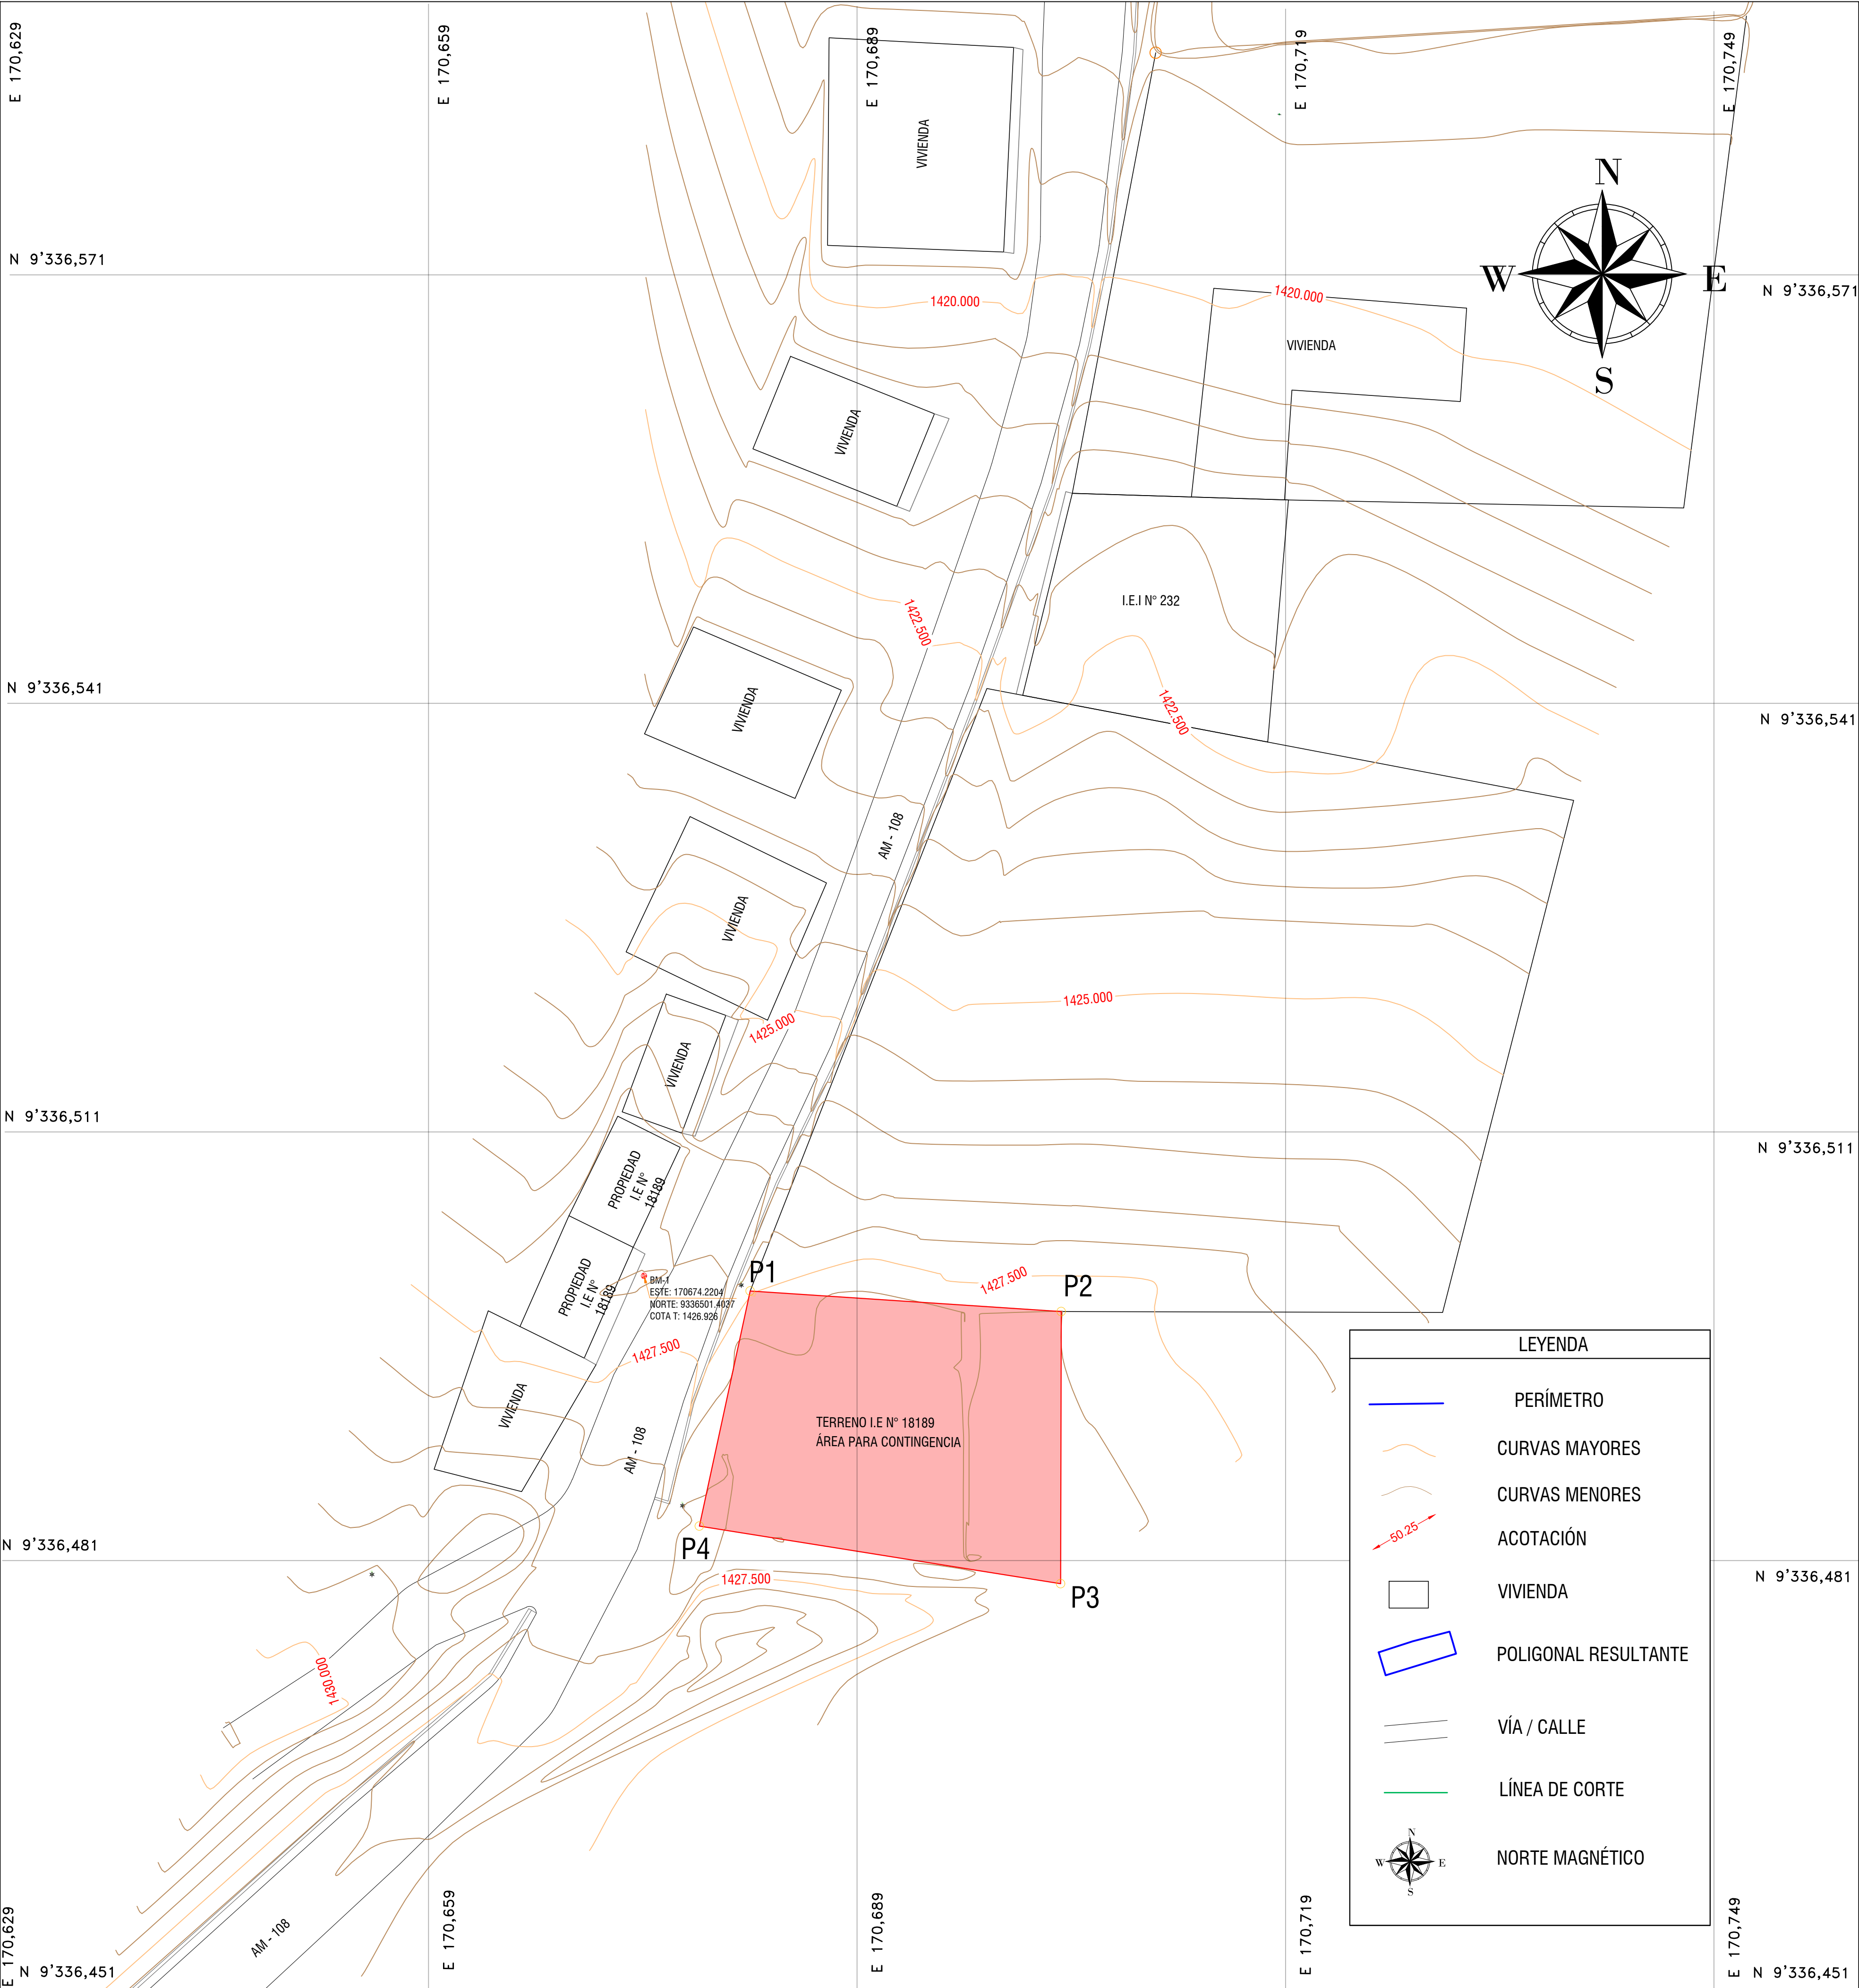 E 170,629
E 170,659
E 170,689
E 170,719
E 170,749
VIVIENDA
N
W
E
S
N 9'336,571
N 9'336,571
1420.000
1420.000
VIVIENDA
VIVIENDA
I.E.I N° 232
1422.500
N 9'336,541
VIVIENDA
1422.500
N 9'336,541
AM - 108
VIVIENDA
1425.000
1425.000
VIVIENDA
N 9'336,511
N 9'336,511
PROPIEDAD
I.E N°
18189
PROPIEDAD
I.E N°
18189
BM-1
ESTE: 170674.2204
NORTE: 9336501.4037
COTA T: 1426.926
*
P1
1427.500
P2
1427.500
VIVIENDA
AM - 108
TERRENO I.E N° 18189
ÁREA PARA CONTINGENCIA
*
P4
N 9'336,481
*
1427.500
P3
N 9'336,481
1430.000
LEYENDA
PERÍMETRO
CURVAS MAYORES
CURVAS MENORES
50.25
ACOTACIÓN
VIVIENDA
POLIGONAL RESULTANTE
VÍA / CALLE
LÍNEA DE CORTE
N
W
E
S
NORTE MAGNÉTICO
AM - 108
E 170,629
E 170,659
E 170,689
E 170,719
E 170,749
N 9'336,451
N 9'336,451